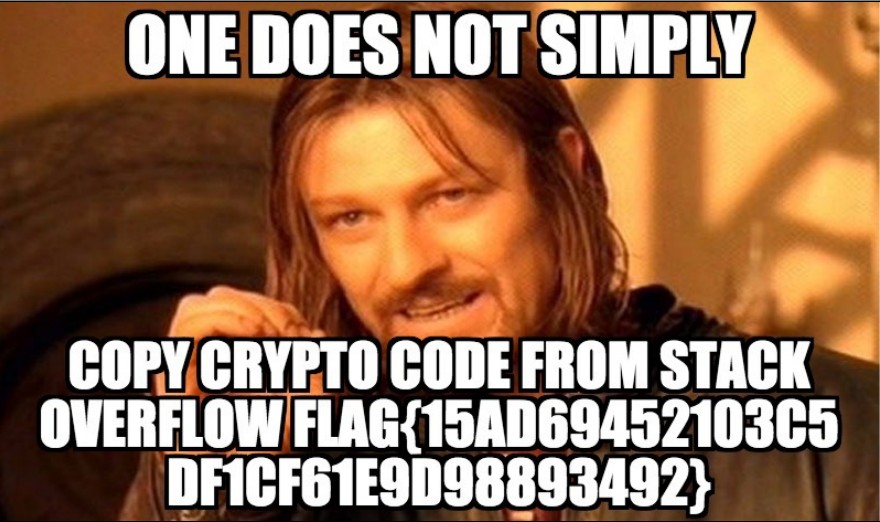 ONE DOES NOT SIMPLY
COPY CRYPTO CODE FROM STACK
OVERFLOW FLAG{15AD69452103C5
DF1CF61E9D98893492}